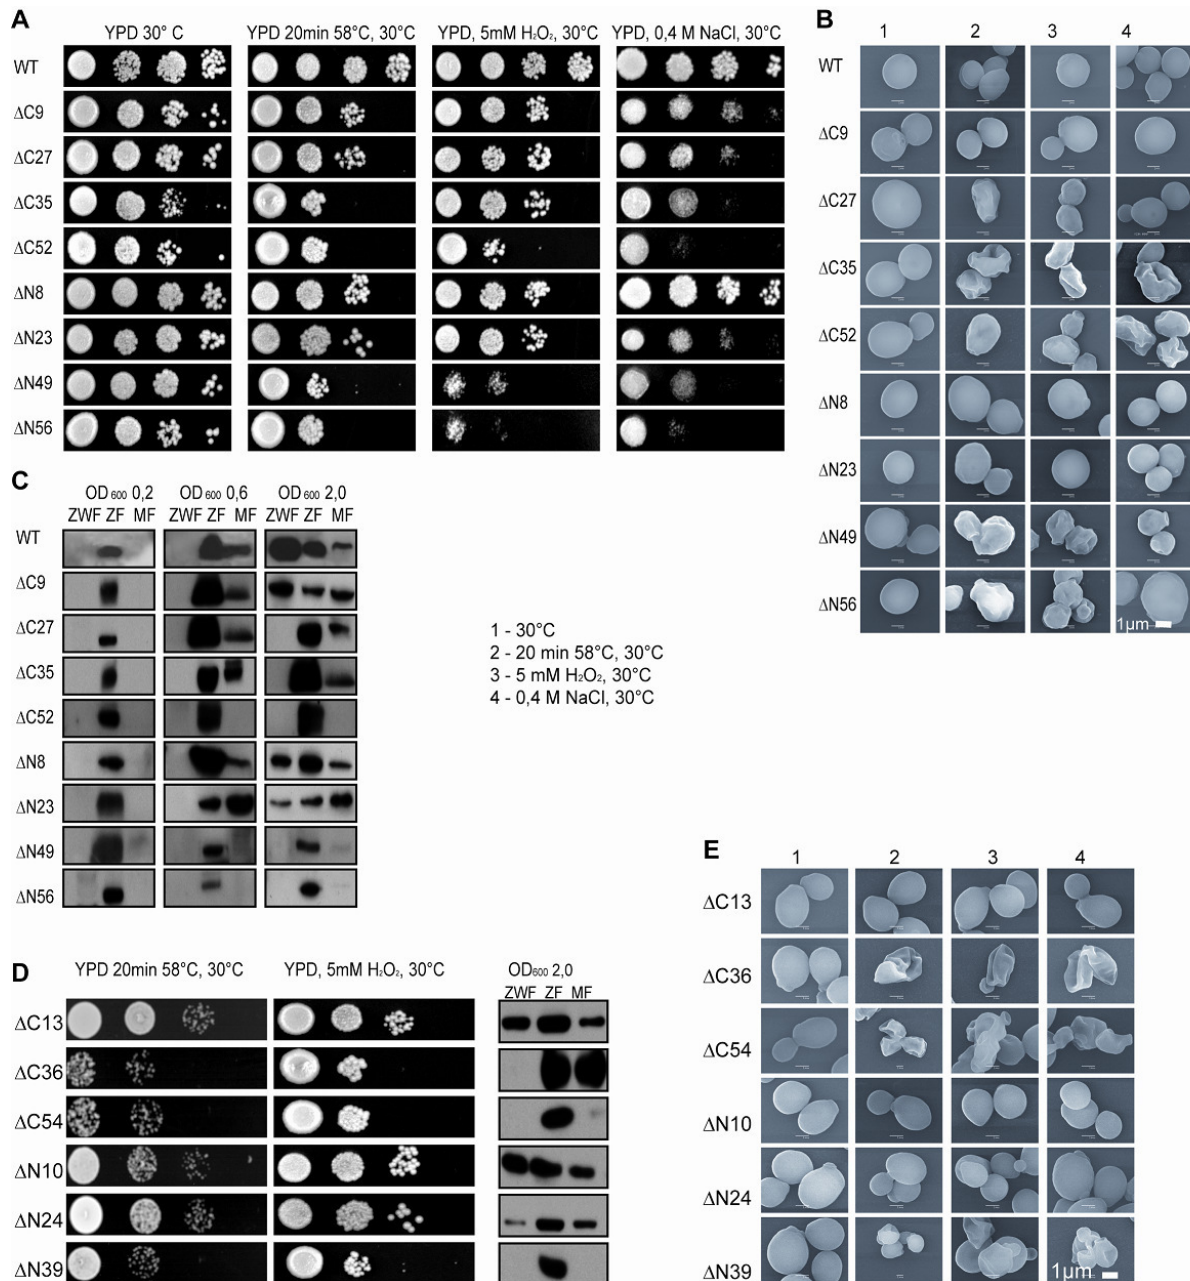 A
YPD 30° C
YPD 20min 58°C, 30°C
YPD, 5mM H₂O₂, 30°C
YPD, 0,4 M NaCl, 30°C
WT
ΔC9
ΔC27
ΔC35
ΔC52
ΔN8
ΔN23
ΔN49
ΔN56
B
1 2 3 4
WT
ΔC9
ΔC27
ΔC35
ΔC52
ΔN8
ΔN23
ΔN49
ΔN56
1µm
C
OD₆₀₀ 0,2 OD₆₀₀ 0,6 OD₆₀₀ 2,0
ZWF ZF MF ZWF ZF MF ZWF ZF MF
WT
ΔC9
ΔC27
ΔC35
ΔC52
ΔN8
ΔN23
ΔN49
ΔN56
1 - 30°C
2 - 20 min 58°C, 30°C
3 - 5 mM H₂O₂, 30°C
4 - 0,4 M NaCl, 30°C
D
YPD 20min 58°C, 30°C
YPD, 5mM H₂O₂, 30°C
OD₆₀₀ 2,0
ZWF ZF MF
ΔC13
ΔC36
ΔC54
ΔN10
ΔN24
ΔN39
E
1 2 3 4
ΔC13
ΔC36
ΔC54
ΔN10
ΔN24
ΔN39
1µm